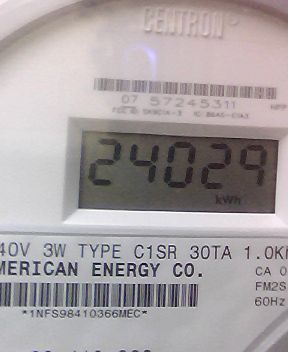 CENTRON
07 57245311
24029
kWh
40V 3W TYPE C1SR 30TA 1.0K
MERICAN ENERGY CO.
CA 0
FM2S
60Hz
*1NFS98410366MEC*